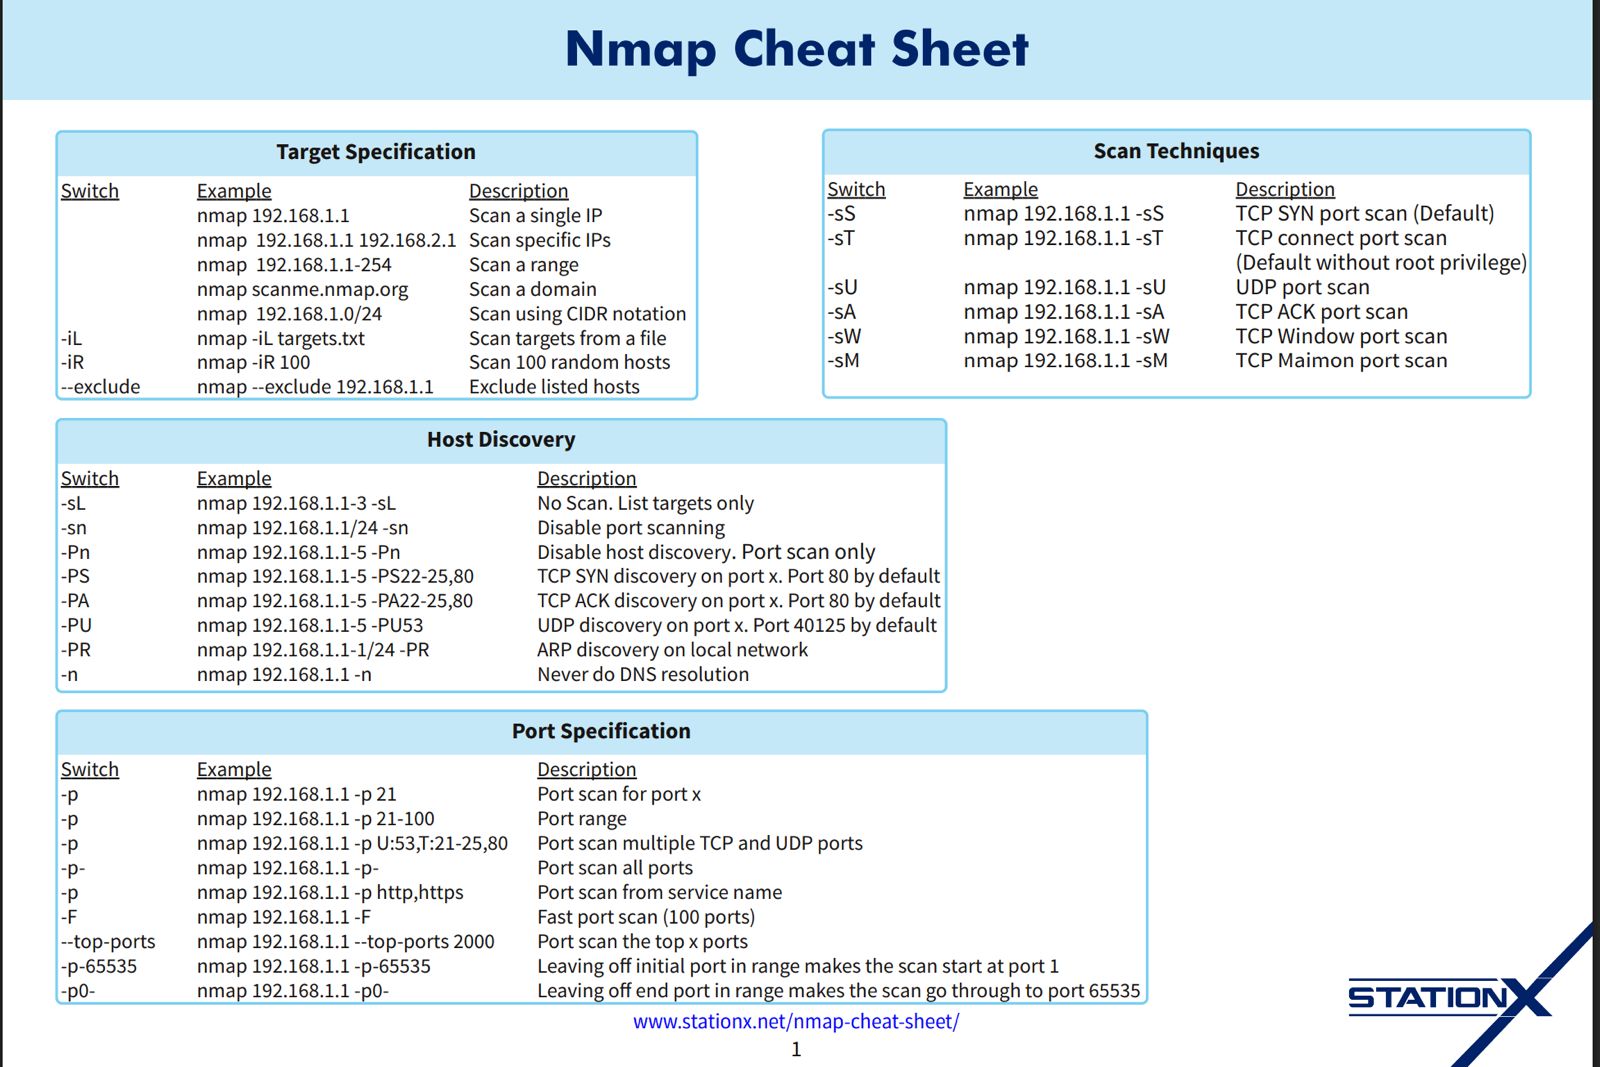 Nmap Cheat Sheet
Target Specification
Switch Example Description
nmap 192.168.1.1 Scan a single IP
nmap 192.168.1.1 192.168.2.1 Scan specific IPs
nmap 192.168.1.1-254 Scan a range
nmap scanme.nmap.org Scan a domain
nmap 192.168.1.0/24 Scan using CIDR notation
-iL nmap -iL targets.txt Scan targets from a file
-iR nmap -iR 100 Scan 100 random hosts
--exclude nmap --exclude 192.168.1.1 Exclude listed hosts
Scan Techniques
Switch Example Description
-sS nmap 192.168.1.1 -sS TCP SYN port scan (Default)
-sT nmap 192.168.1.1 -sT TCP connect port scan
(Default without root privilege)
-sU nmap 192.168.1.1 -sU UDP port scan
-sA nmap 192.168.1.1 -sA TCP ACK port scan
-sW nmap 192.168.1.1 -sW TCP Window port scan
-sM nmap 192.168.1.1 -sM TCP Maimon port scan
Host Discovery
Switch Example Description
-sL nmap 192.168.1.1-3 -sL No Scan. List targets only
-sn nmap 192.168.1.1/24 -sn Disable port scanning
-Pn nmap 192.168.1.1-5 -Pn Disable host discovery. Port scan only
-PS nmap 192.168.1.1-5 -PS22-25,80 TCP SYN discovery on port x. Port 80 by default
-PA nmap 192.168.1.1-5 -PA22-25,80 TCP ACK discovery on port x. Port 80 by default
-PU nmap 192.168.1.1-5 -PU53 UDP discovery on port x. Port 40125 by default
-PR nmap 192.168.1.1-1/24 -PR ARP discovery on local network
-n nmap 192.168.1.1 -n Never do DNS resolution
Port Specification
Switch Example Description
-p nmap 192.168.1.1 -p 21 Port scan for port x
-p nmap 192.168.1.1 -p 21-100 Port range
-p nmap 192.168.1.1 -p U:53,T:21-25,80 Port scan multiple TCP and UDP ports
-p- nmap 192.168.1.1 -p- Port scan all ports
-p nmap 192.168.1.1 -p http,https Port scan from service name
-F nmap 192.168.1.1 -F Fast port scan (100 ports)
--top-ports nmap 192.168.1.1 --top-ports 2000 Port scan the top x ports
-p-65535 nmap 192.168.1.1 -p-65535 Leaving off initial port in range makes the scan start at port 1
-p0- nmap 192.168.1.1 -p0- Leaving off end port in range makes the scan go through to port 65535
www.stationx.net/nmap-cheat-sheet/
1
STATIONX